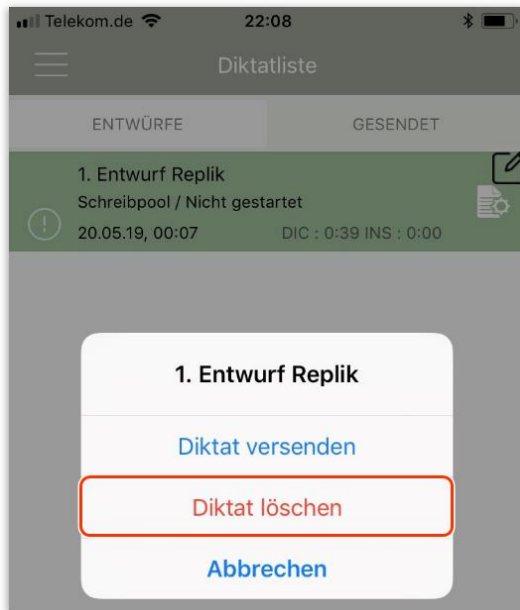 Telekom.de 22:08
Diktatliste
ENTWÜRFE GESENDET
1. Entwurf Replik
Schreibpool / Nicht gestartet
20.05.19, 00:07 DIC : 0:39 INS : 0:00
1. Entwurf Replik
Diktat versenden
Diktat löschen
Abbrechen